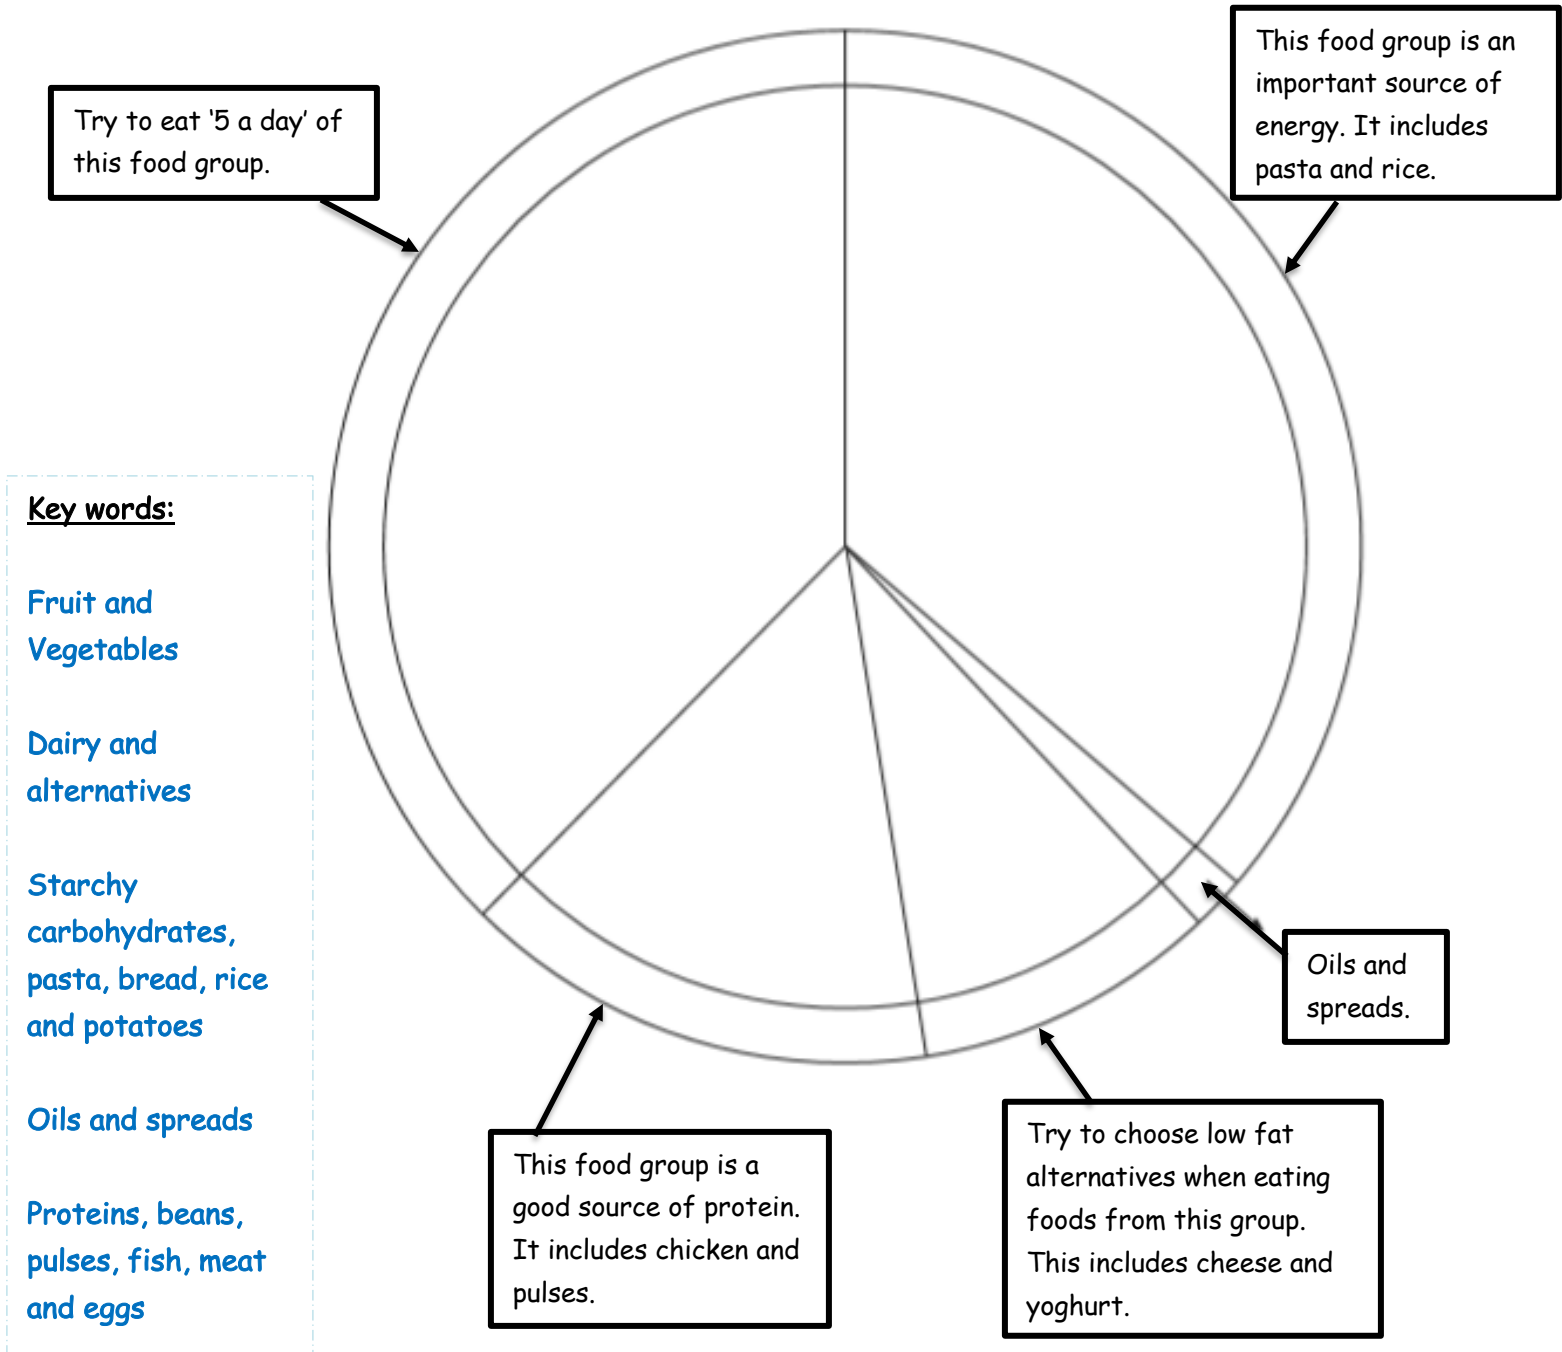 Try to eat ‘5 a day’ of
this food group.
This food group is an
important source of
energy. It includes
pasta and rice.
Key words:
Fruit and
Vegetables
Dairy and
alternatives
Starchy
carbohydrates,
pasta, bread, rice
and potatoes
Oils and spreads
Proteins, beans,
pulses, fish, meat
and eggs
Oils and
spreads.
This food group is a
good source of protein.
It includes chicken and
pulses.
Try to choose low fat
alternatives when eating
foods from this group.
This includes cheese and
yoghurt.